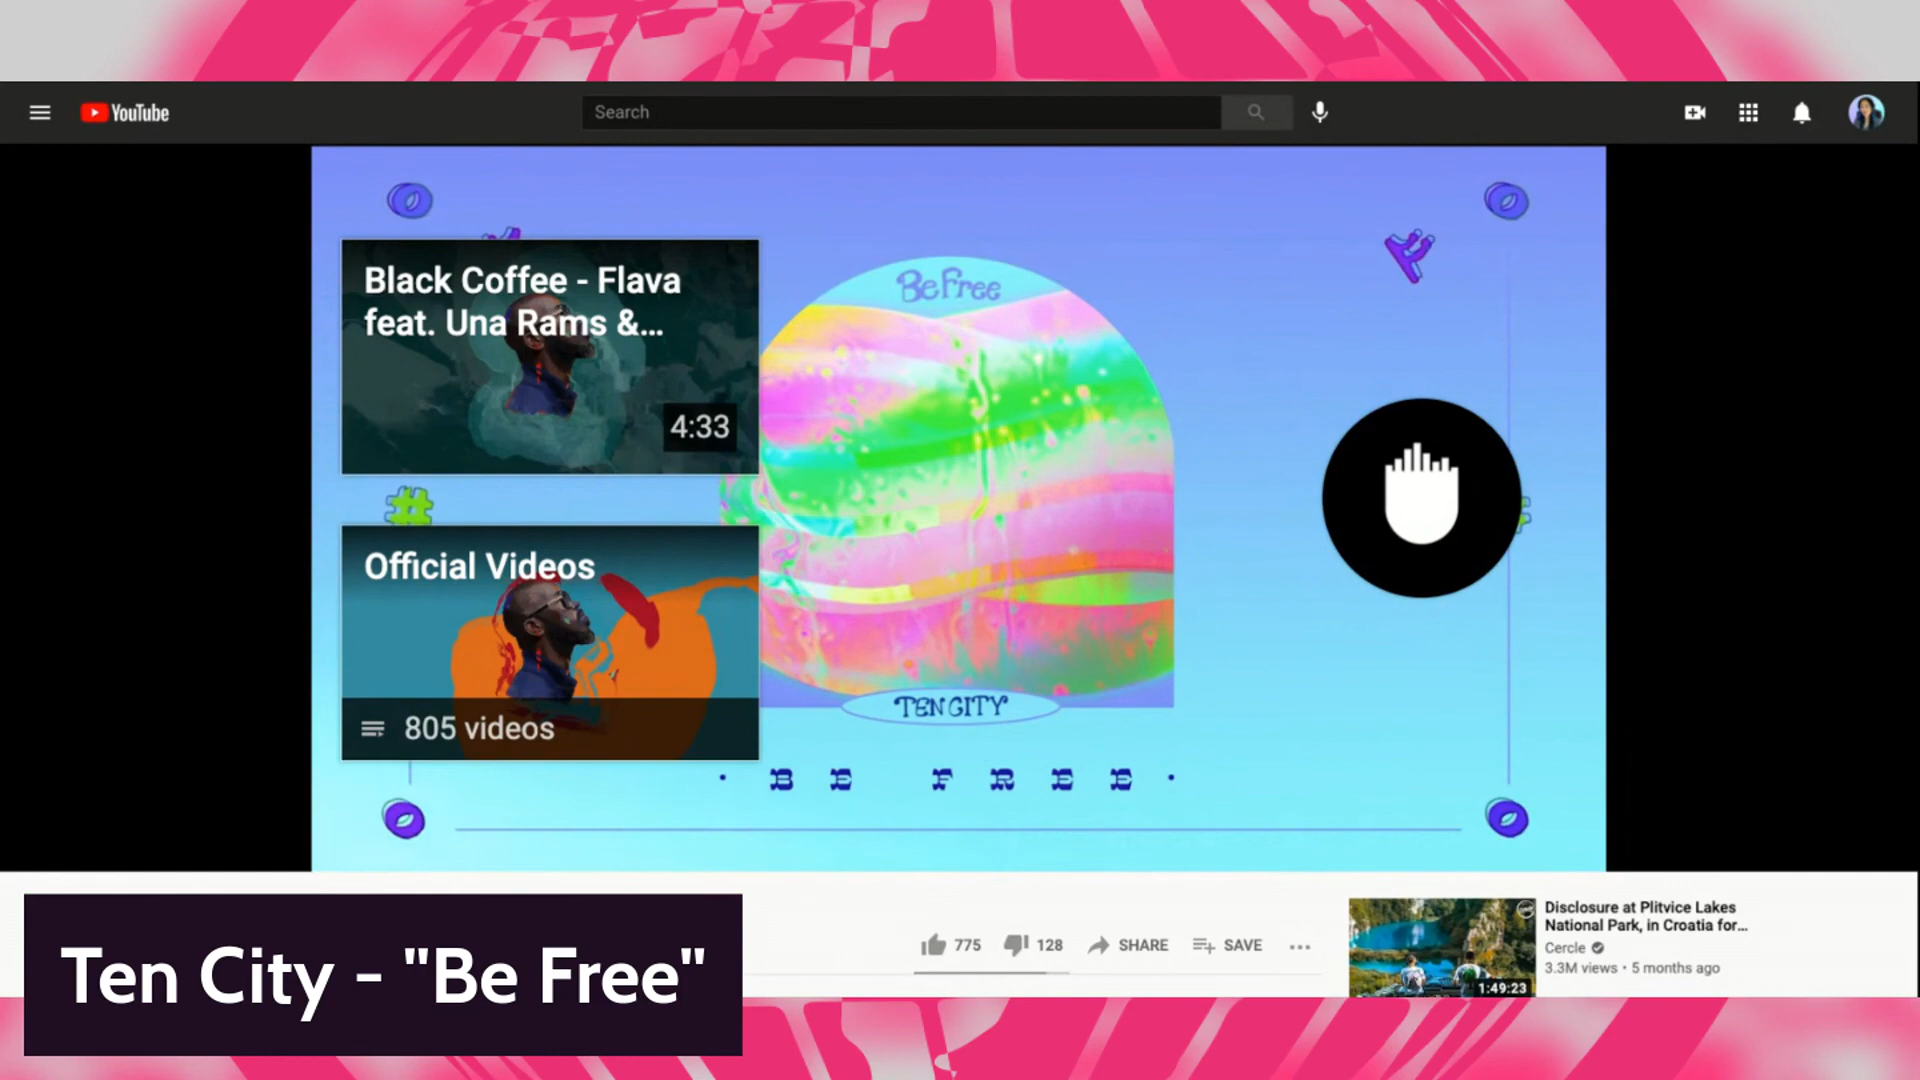 YouTube
Search
Black Coffee - Flava
feat. Una Rams &...
4:33
Official Videos
805 videos
Be Free
TEN CITY
· BE FREE ·
775
128
SHARE
SAVE
Disclosure at Plitvice Lakes
National Park, in Croatia for...
Cercle
3.3M views • 5 months ago
1:49:23
Ten City - "Be Free"